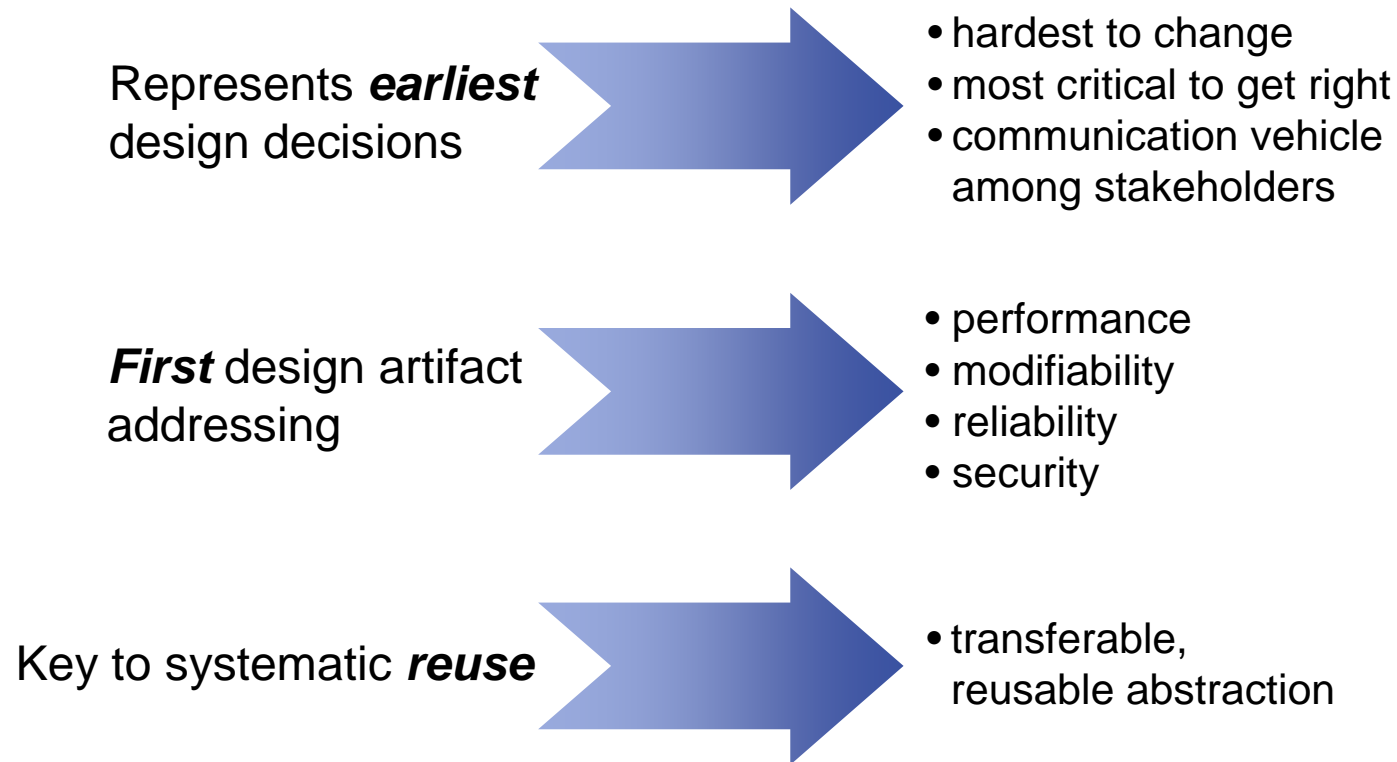 Represents earliest
design decisions
• hardest to change
• most critical to get right
• communication vehicle
among stakeholders
First design artifact
addressing
• performance
• modifiability
• reliability
• security
Key to systematic reuse
• transferable,
reusable abstraction